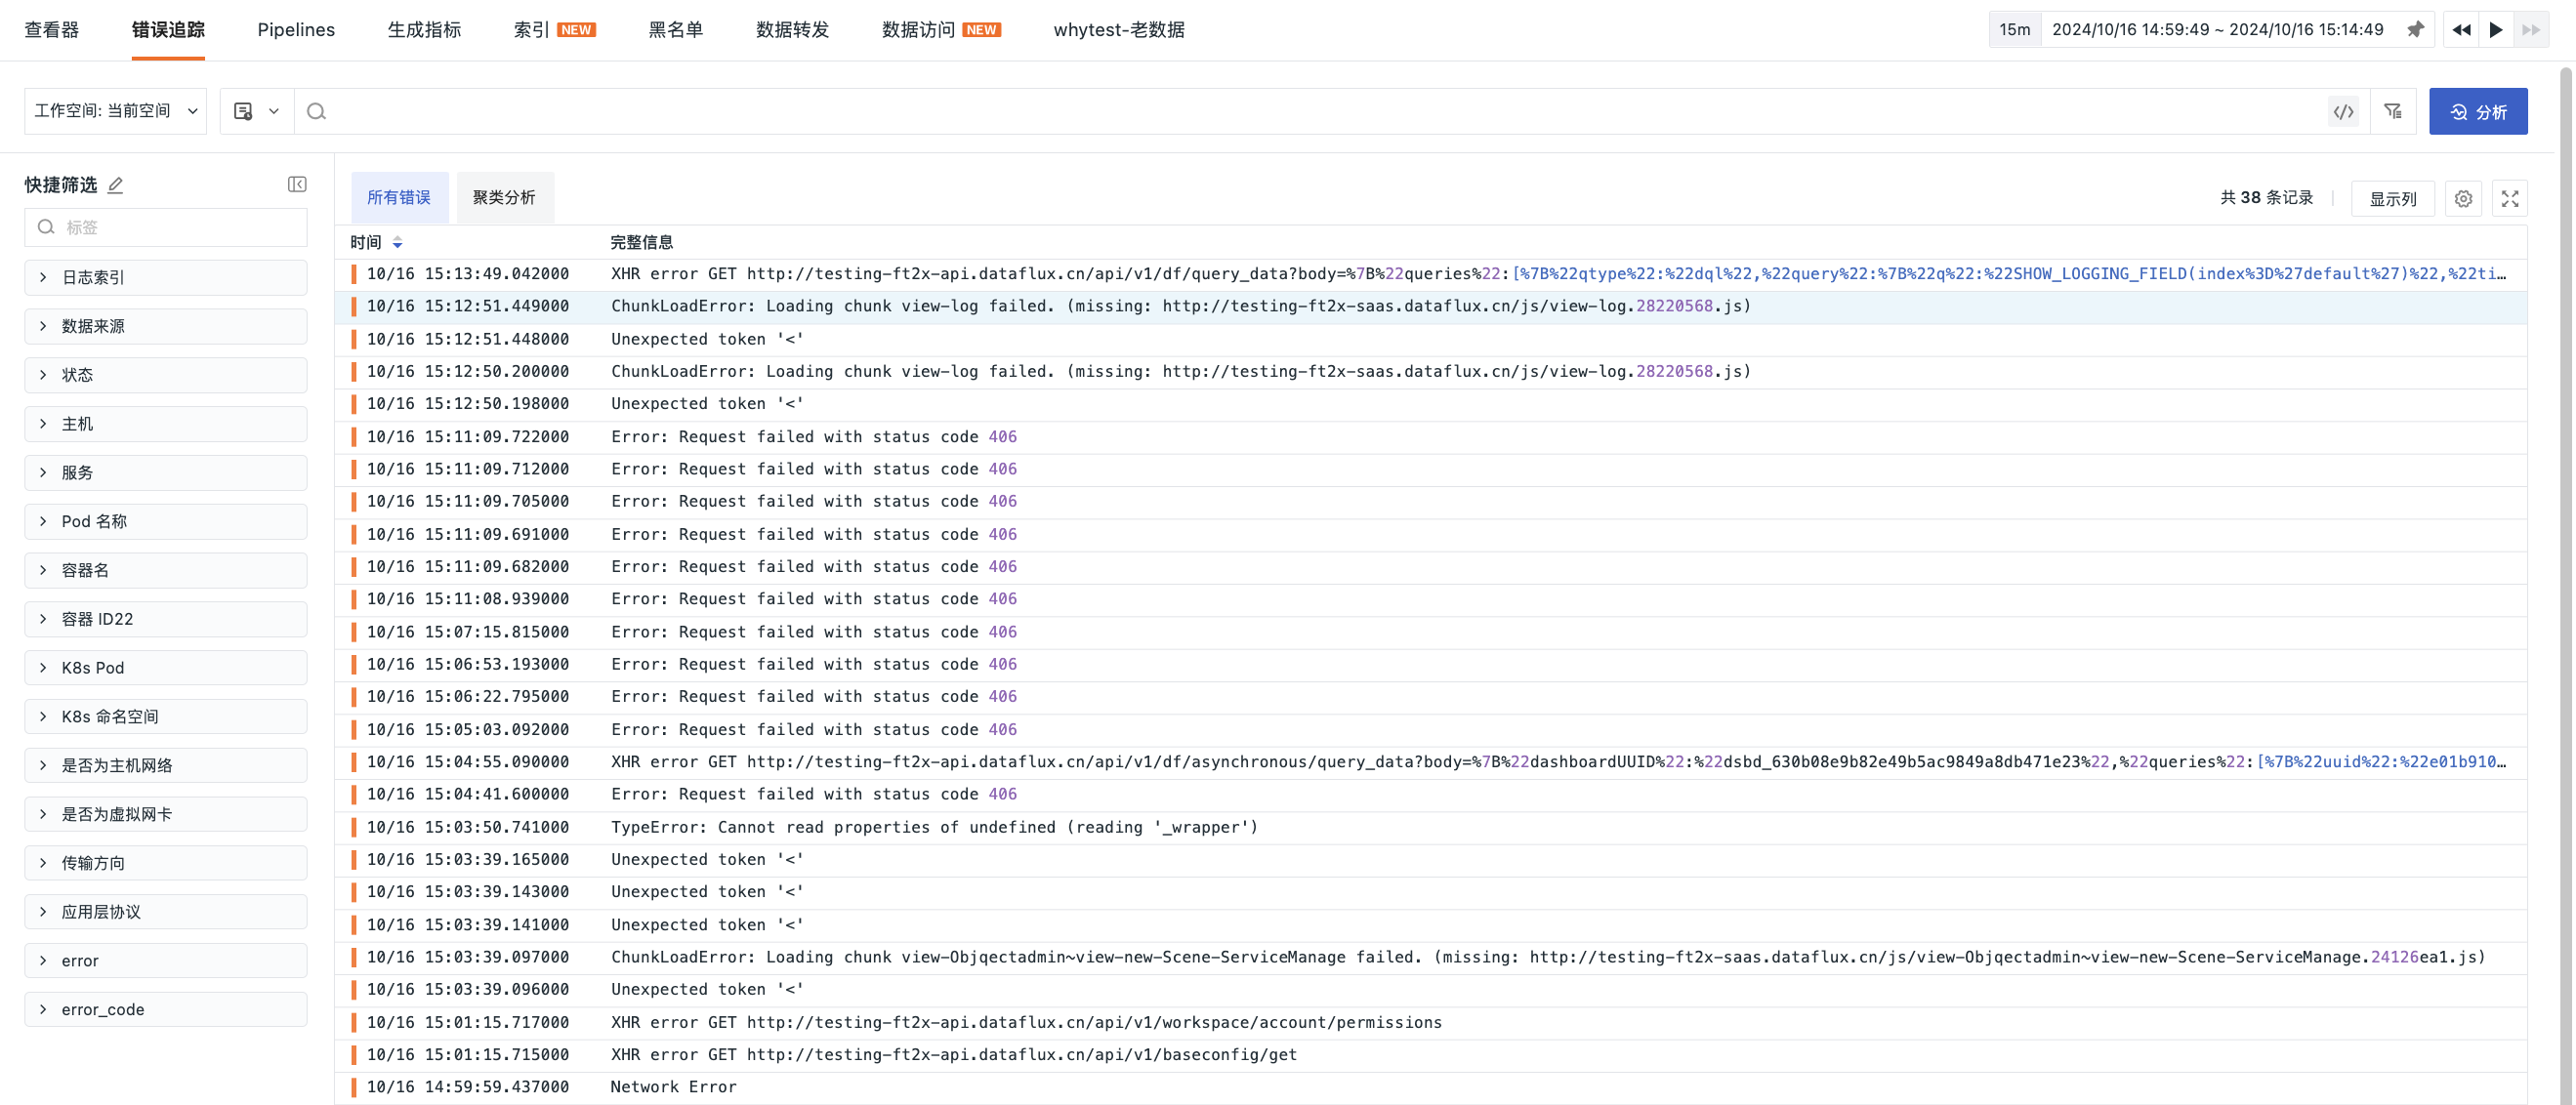 查看器 错误追踪 Pipelines 生成指标 索引 NEW 黑名单 数据转发 数据访问 NEW whytest-老数据 15m 2024/10/16 14:59:49 ~ 2024/10/16 15:14:49
工作空间: 当前空间 </> 分析
快捷筛选
标签
日志索引
数据来源
状态
主机
服务
Pod 名称
容器名
容器 ID22
K8s Pod
K8s 命名空间
是否为主机网络
是否为虚拟网卡
传输方向
应用层协议
error
error_code
所有错误 聚类分析 共 38 条记录 显示列
时间 完整信息
10/16 15:13:49.042000 XHR error GET http://testing-ft2x-api.dataflux.cn/api/v1/df/query_data?body=%7B%22queries%22:[%7B%22qtype%22:%22dql%22,%22query%22:%7B%22q%22:%22SHOW_LOGGING_FIELD(index%3D%27default%27)%22,%22ti…
10/16 15:12:51.449000 ChunkLoadError: Loading chunk view-log failed. (missing: http://testing-ft2x-saas.dataflux.cn/js/view-log.28220568.js)
10/16 15:12:51.448000 Unexpected token '<'
10/16 15:12:50.200000 ChunkLoadError: Loading chunk view-log failed. (missing: http://testing-ft2x-saas.dataflux.cn/js/view-log.28220568.js)
10/16 15:12:50.198000 Unexpected token '<'
10/16 15:11:09.722000 Error: Request failed with status code 406
10/16 15:11:09.712000 Error: Request failed with status code 406
10/16 15:11:09.705000 Error: Request failed with status code 406
10/16 15:11:09.691000 Error: Request failed with status code 406
10/16 15:11:09.682000 Error: Request failed with status code 406
10/16 15:11:08.939000 Error: Request failed with status code 406
10/16 15:07:15.815000 Error: Request failed with status code 406
10/16 15:06:53.193000 Error: Request failed with status code 406
10/16 15:06:22.795000 Error: Request failed with status code 406
10/16 15:05:03.092000 Error: Request failed with status code 406
10/16 15:04:55.090000 XHR error GET http://testing-ft2x-api.dataflux.cn/api/v1/df/asynchronous/query_data?body=%7B%22dashboardUUID%22:%22dsbd_630b08e9b82e49b5ac9849a8db471e23%22,%22queries%22:[%7B%22uuid%22:%22e01b910…
10/16 15:04:41.600000 Error: Request failed with status code 406
10/16 15:03:50.741000 TypeError: Cannot read properties of undefined (reading '_wrapper')
10/16 15:03:39.165000 Unexpected token '<'
10/16 15:03:39.143000 Unexpected token '<'
10/16 15:03:39.141000 Unexpected token '<'
10/16 15:03:39.097000 ChunkLoadError: Loading chunk view-Objqectadmin~view-new-Scene-ServiceManage failed. (missing: http://testing-ft2x-saas.dataflux.cn/js/view-Objqectadmin~view-new-Scene-ServiceManage.24126ea1.js)
10/16 15:03:39.096000 Unexpected token '<'
10/16 15:01:15.717000 XHR error GET http://testing-ft2x-api.dataflux.cn/api/v1/workspace/account/permissions
10/16 15:01:15.715000 XHR error GET http://testing-ft2x-api.dataflux.cn/api/v1/baseconfig/get
10/16 14:59:59.437000 Network Error